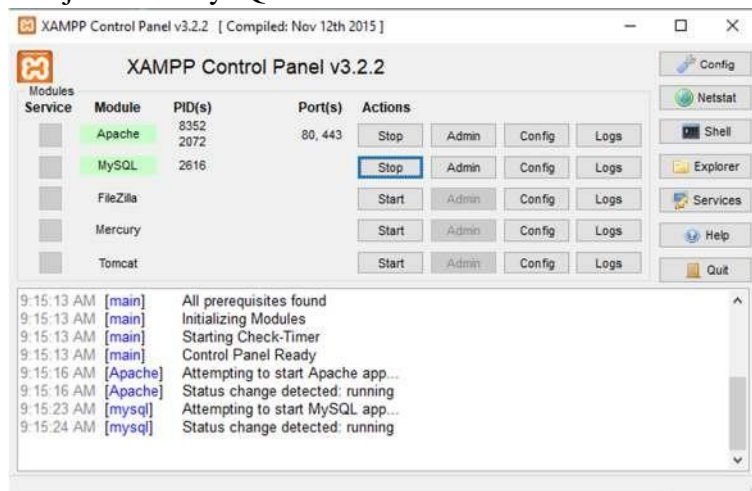 XAMPP Control Panel v3.2.2 [ Compiled: Nov 12th 2015 ]
XAMPP Control Panel v3.2.2
Config
Modules
Service Module PID(s) Port(s) Actions
Netstat
Apache 8352 2072 80, 443 Stop Admin Config Logs
Shell
MySQL 2616 Stop Admin Config Logs
Explorer
FileZilla Start Admin Config Logs
Services
Mercury Start Admin Config Logs
Help
Tomcat Start Admin Config Logs
Quit
9:15:13 AM [main] All prerequisites found
9:15:13 AM [main] Initializing Modules
9:15:13 AM [main] Starting Check-Timer
9:15:13 AM [main] Control Panel Ready
9:15:16 AM [Apache] Attempting to start Apache app...
9:15:16 AM [Apache] Status change detected: running
9:15:23 AM [mysql] Attempting to start MySQL app...
9:15:24 AM [mysql] Status change detected: running